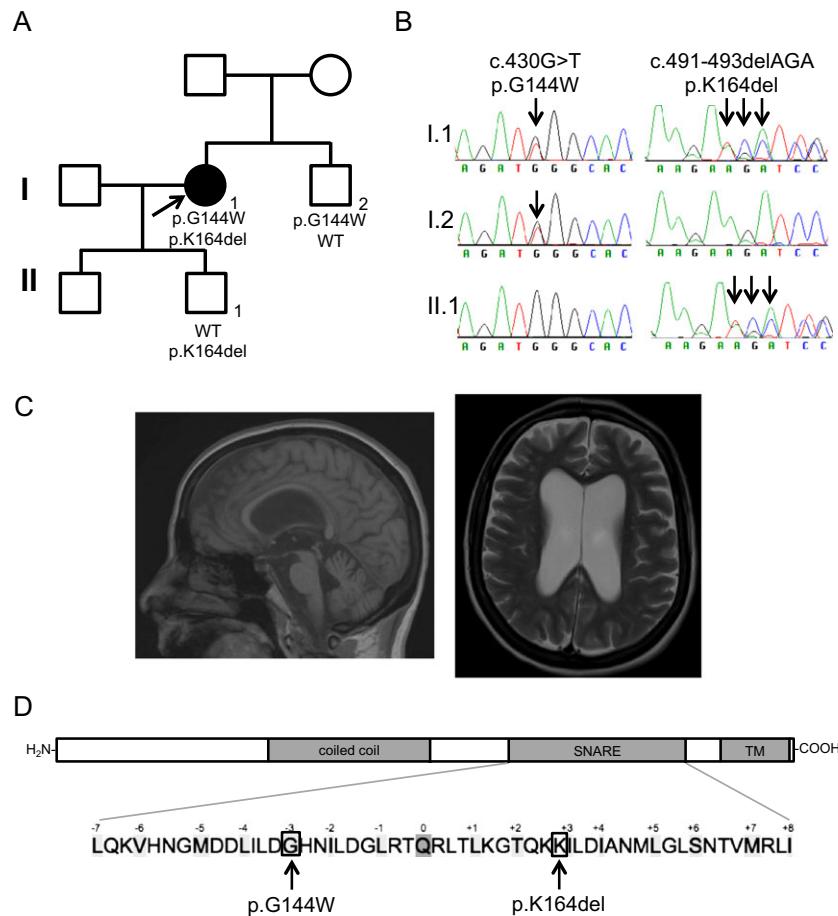 A
I
1
p.G144W
p.K164del
2
p.G144W
WT
II
1
WT
p.K164del
B
c.430G>T
p.G144W
c.491-493delAGA
p.K164del
I.1
A G A T G G G C A C
A A G A A G A T C C
I.2
A G A T G G G C A C
A A G A A G A T C C
II.1
A G A T G G G C A C
A A G A A G A T C C
C
D
H2N-
coiled coil
SNARE
TM
-COOH
-7 -6 -5 -4 -3 -2 -1 0 +1 +2 +3 +4 +5 +6 +7 +8
LQKVHNGMDDLILDGHNILDGLRTQRLTLKGTQKKILDIANMLGLSNTVMRLI
p.G144W
p.K164del